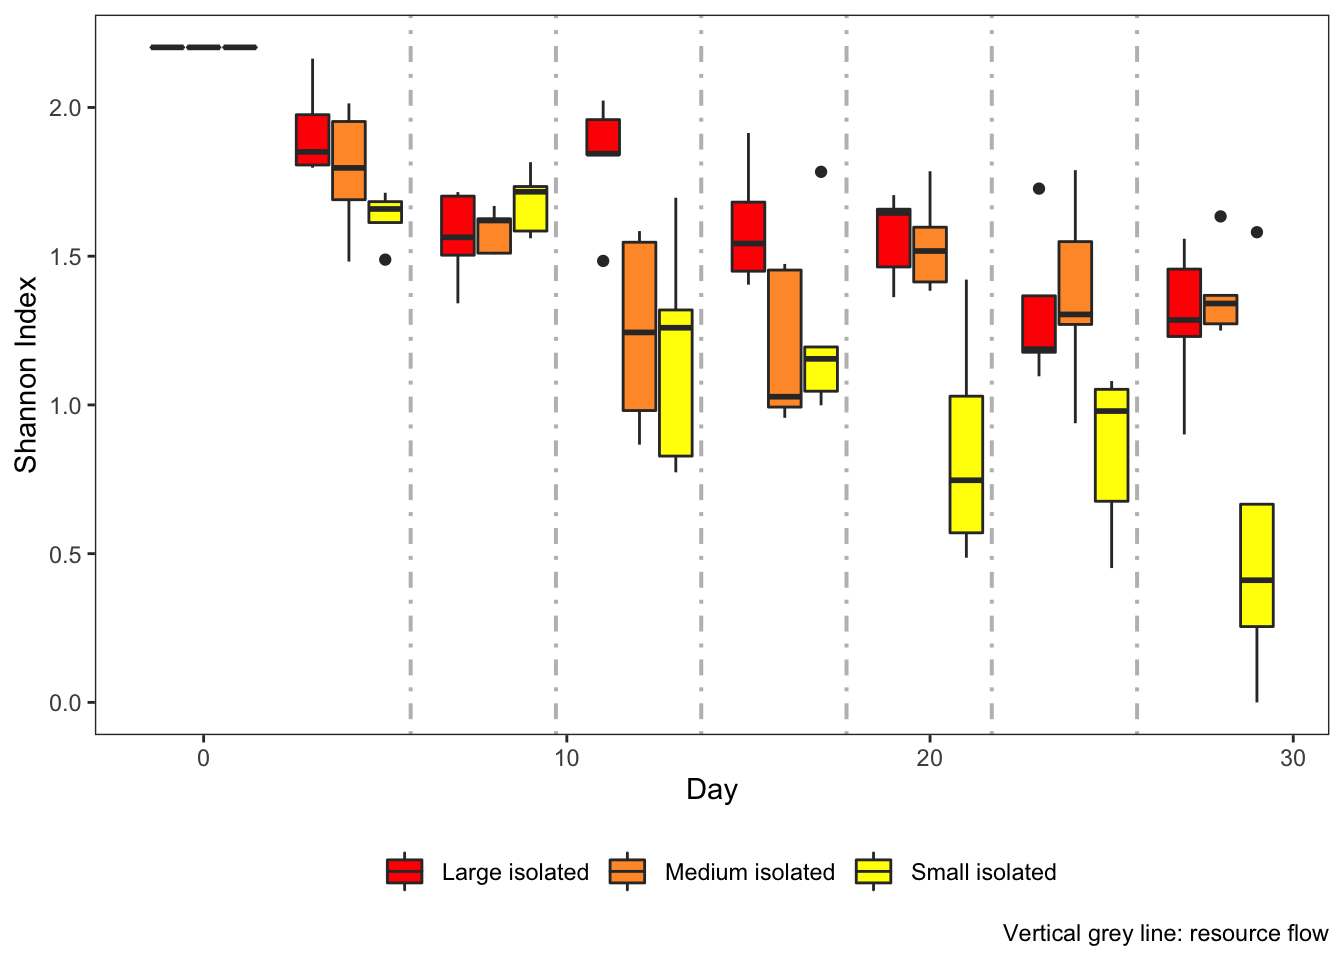 Shannon Index
2.0
1.5
1.0
0.5
0.0
0 10 20 30
Day
Large isolated Medium isolated Small isolated
Vertical grey line: resource flow